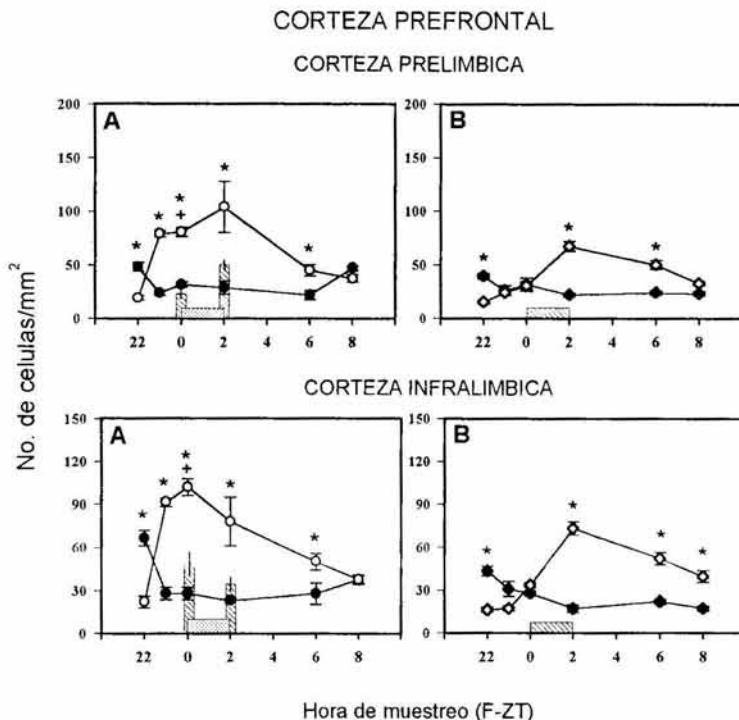 CORTEZA PREFRONTAL
CORTEZA PRELIMBICA
No. de celulas/mm²
A
200
150
100
50
0
* * * + * *
22 0 2 4 6 8
B
200
150
100
50
0
* * *
22 0 2 4 6 8
CORTEZA INFRALIMBICA
A
150
120
90
60
30
0
* * * + * *
22 0 2 4 6 8
B
150
120
90
60
30
0
* * * *
22 0 2 4 6 8
Hora de muestreo (F-ZT)